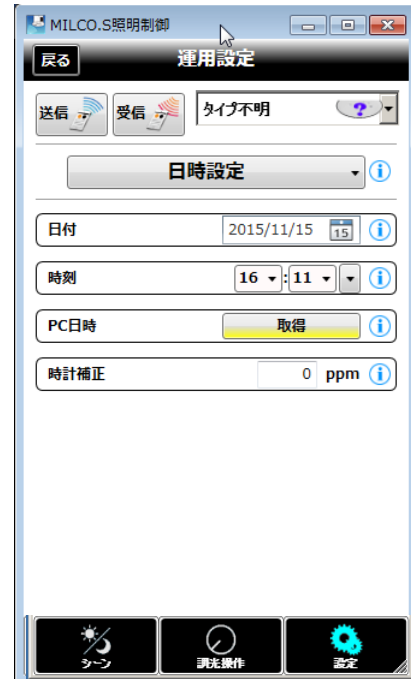 MILCO.S照明制御
戻る 運用設定
送信 受信 タイプ不明 ?
日時設定
日付 2015/11/15 15
時刻 16 : 11
PC日時 取得
時計補正 0 ppm
シーン 調光操作 設定